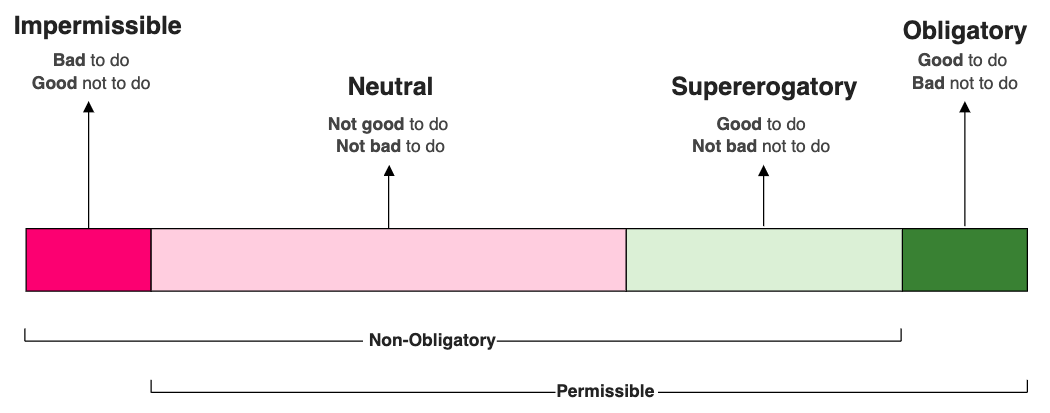 Impermissible
Bad to do
Good not to do
Neutral
Not good to do
Not bad to do
Supererogatory
Good to do
Not bad not to do
Obligatory
Good to do
Bad not to do
Non-Obligatory
Permissible